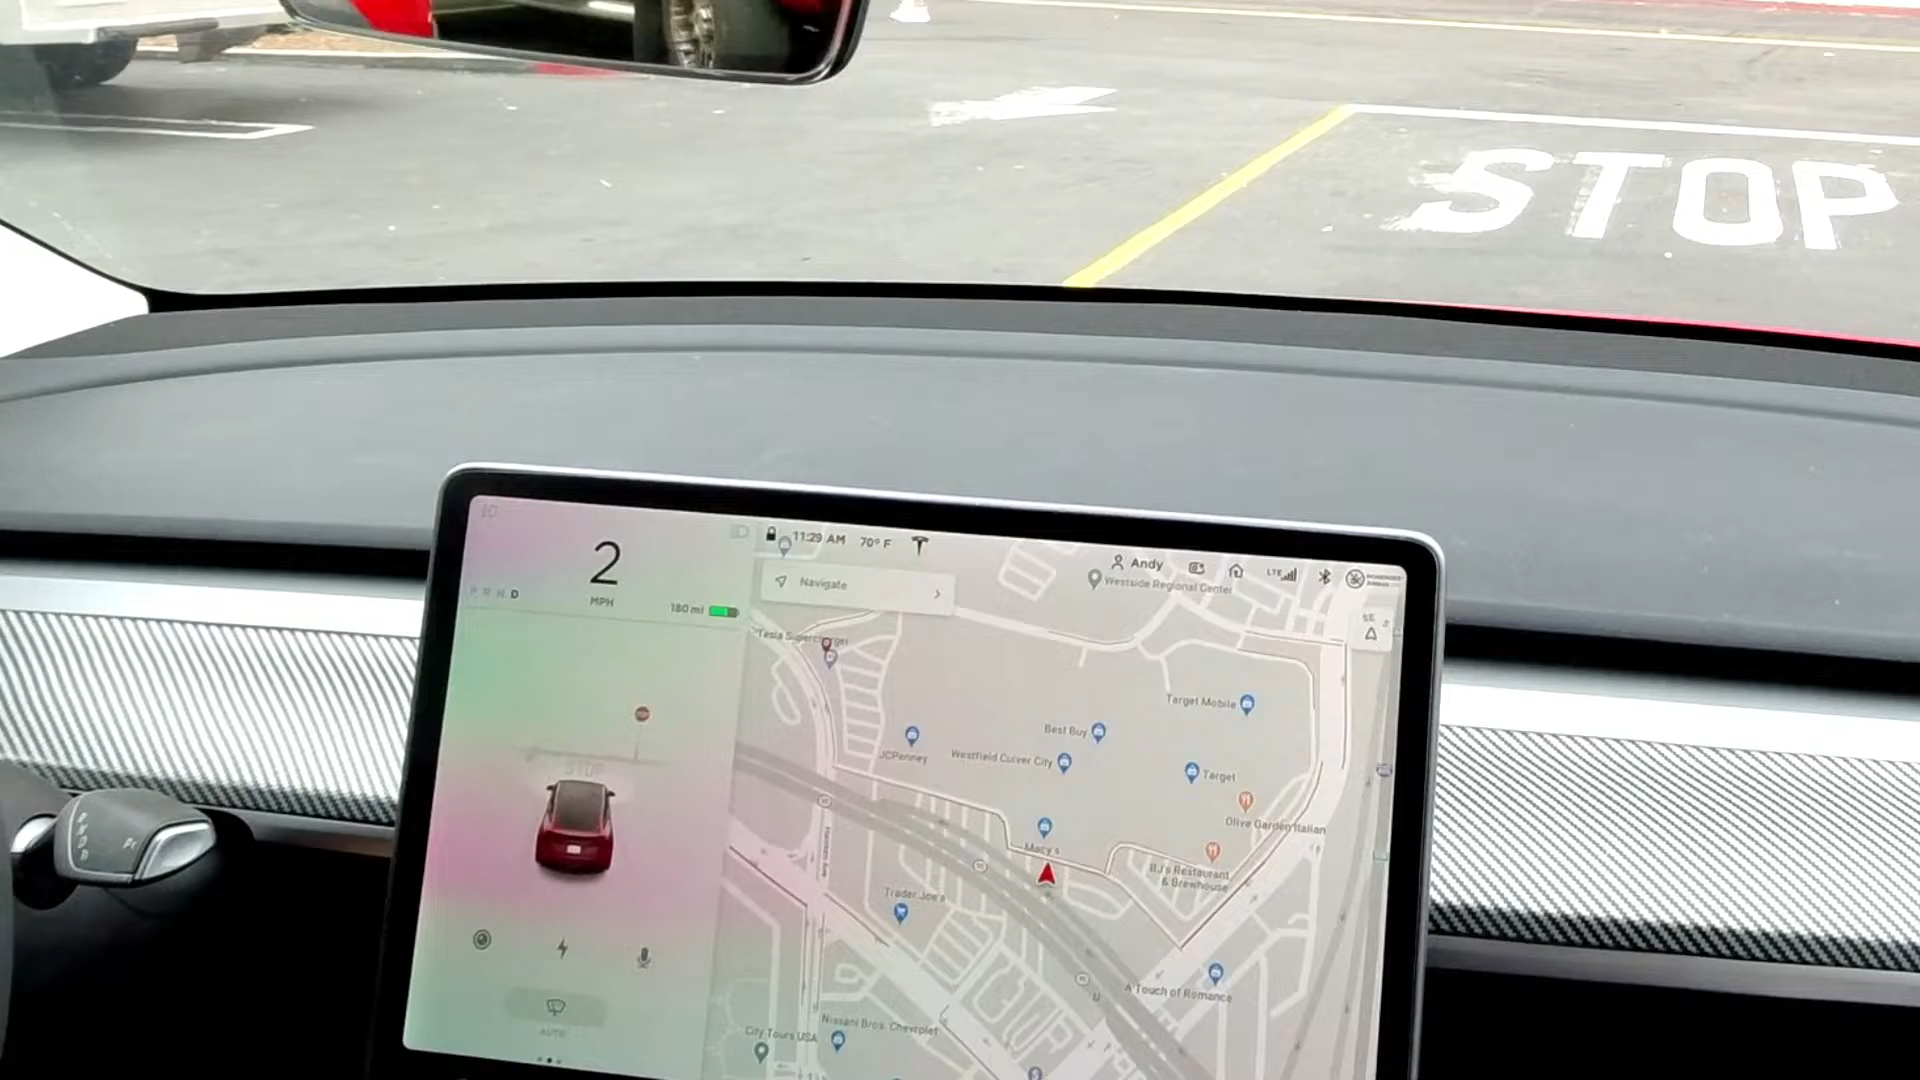 STOP
2
MPH
P R N D
180 mi
11:29 AM
70°F
Andy
LTE
Navigate
Westside Regional Center
SE
Tesla Supercharger
Target Mobile
Best Buy
JCPenney
Westfield Culver City
Target
Olive Garden Italian
Macy's
BJ's Restaurant
& Brewhouse
Trader Joe's
A Touch of Romance
Nissani Bros. Chevrolet
City Tours USA
STOP
AUTO
R
N
D